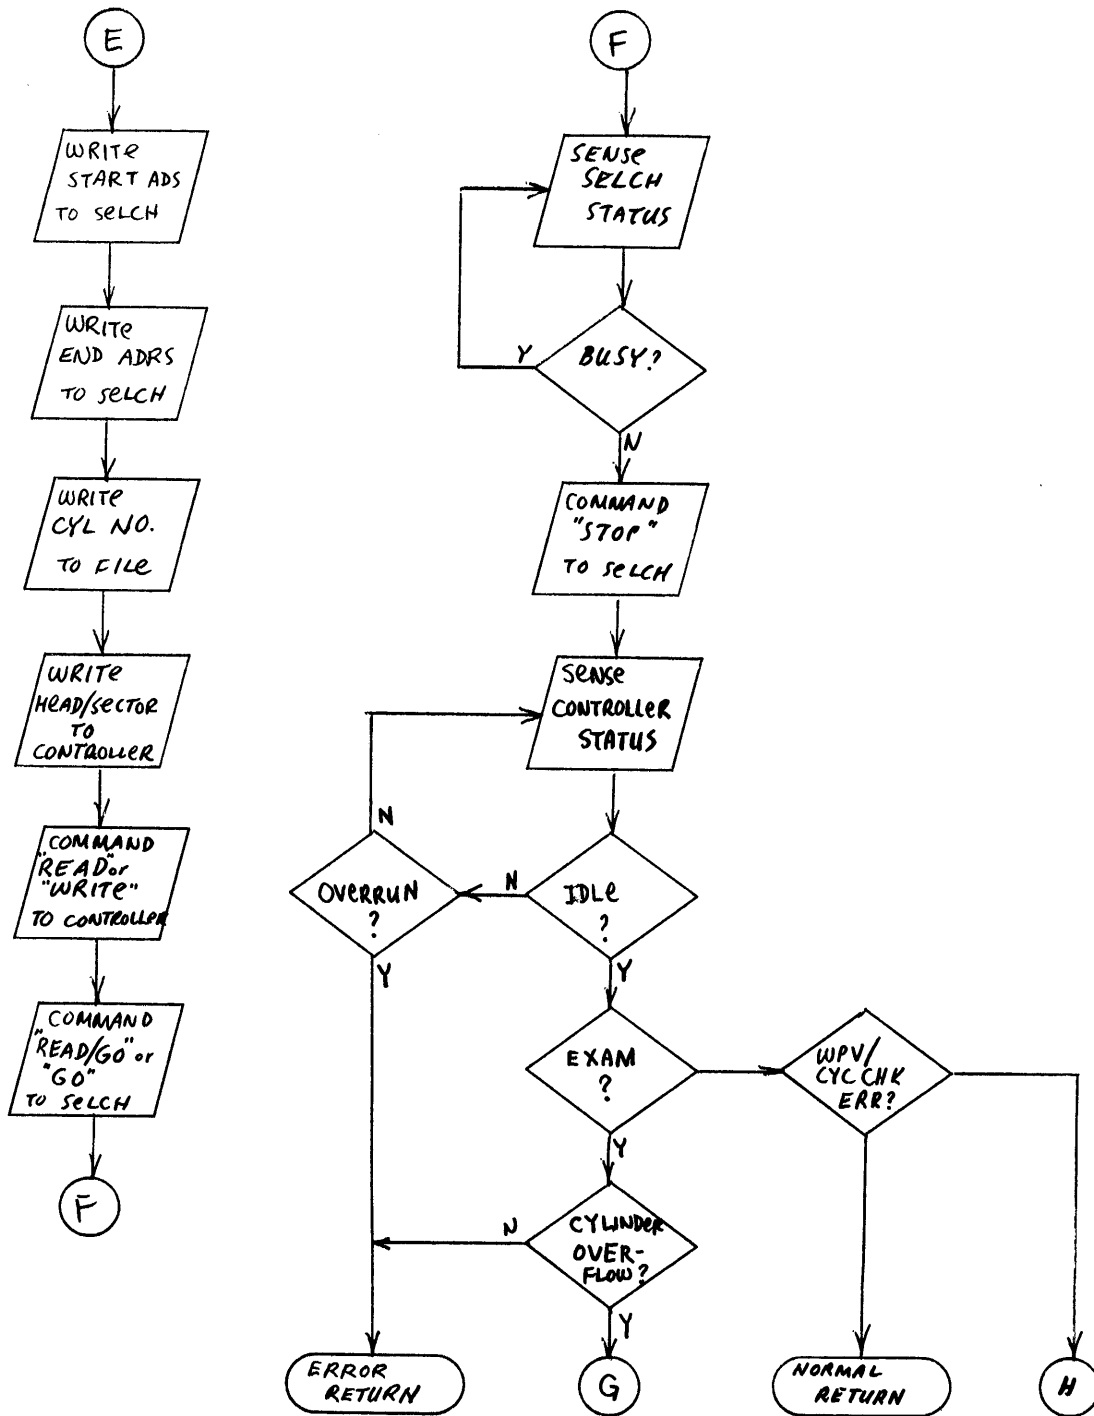 E
WRITE
START ADS
TO SELCH
WRITE
END ADRS
TO SELCH
WRITE
CYL NO.
TO FILE
WRITE
HEAD/SECTOR
TO
CONTROLLER
COMMAND
"READ" or
"WRITE"
TO CONTROLLER
COMMAND
"READ/GO" or
"GO"
TO SELCH
F
F
SENSE
SELCH
STATUS
BUSY?
Y
N
COMMAND
"STOP"
TO SELCH
SENSE
CONTROLLER
STATUS
IDLE
?
N
Y
OVERRUN
?
N
Y
EXAM
?
Y
WPV/
CYC CHK
ERR?
CYLINDER
OVER-
FLOW?
N
Y
ERROR
RETURN
G
NORMAL
RETURN
H